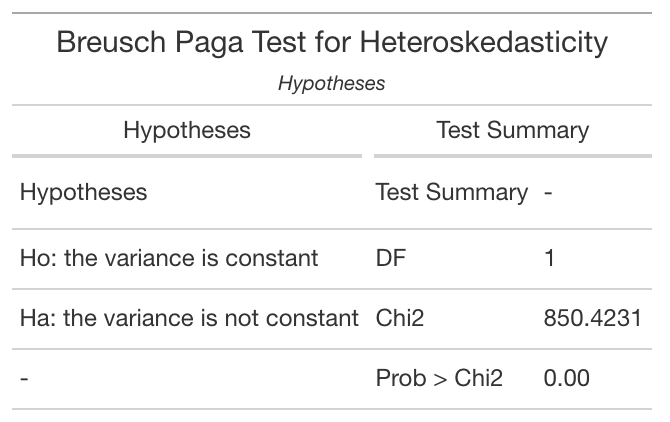 Breusch Paga Test for Heteroskedasticity
Hypotheses
Hypotheses Test Summary
Hypotheses Test Summary -
Ho: the variance is constant DF 1
Ha: the variance is not constant Chi2 850.4231
- Prob > Chi2 0.00